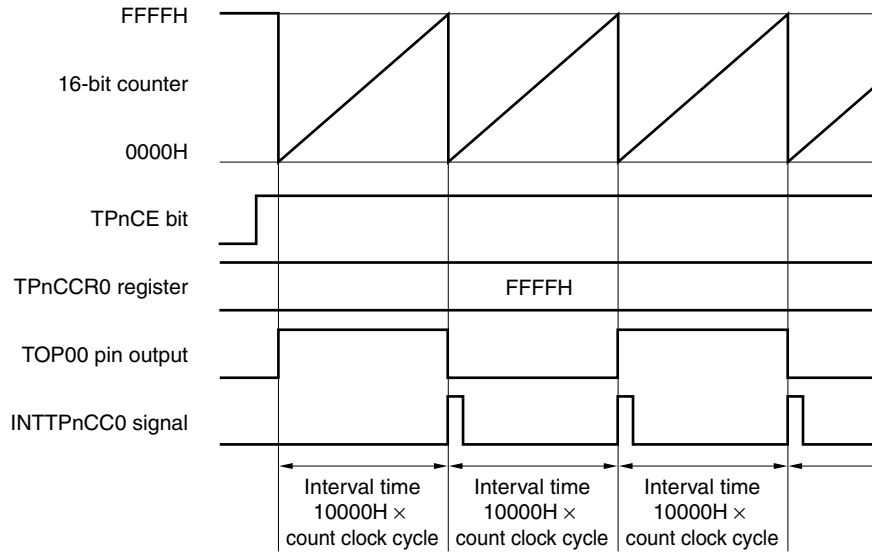 FFFFH
16-bit counter
0000H
TPnCE bit
TPnCCR0 register
FFFFH
TOP00 pin output
INTTPnCC0 signal
Interval time
10000H ×
count clock cycle
Interval time
10000H ×
count clock cycle
Interval time
10000H ×
count clock cycle